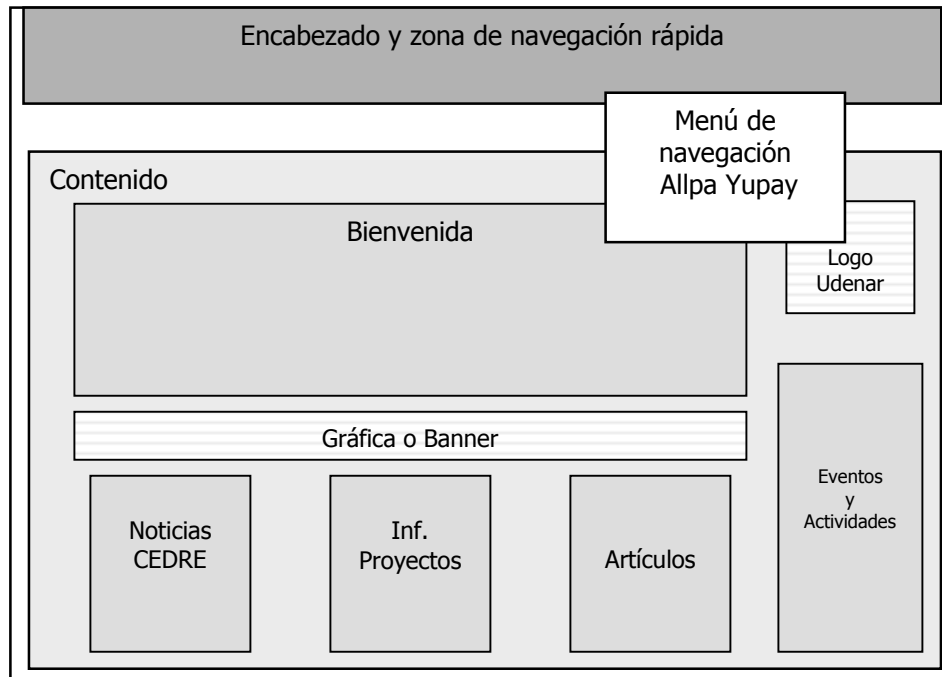 Encabezado y zona de navegación rápida
Menú de
navegación
Allpa Yupay
Contenido
Bienvenida
Logo
Udenar
Gráfica o Banner
Noticias
CEDRE
Inf.
Proyectos
Artículos
Eventos
y
Actividades